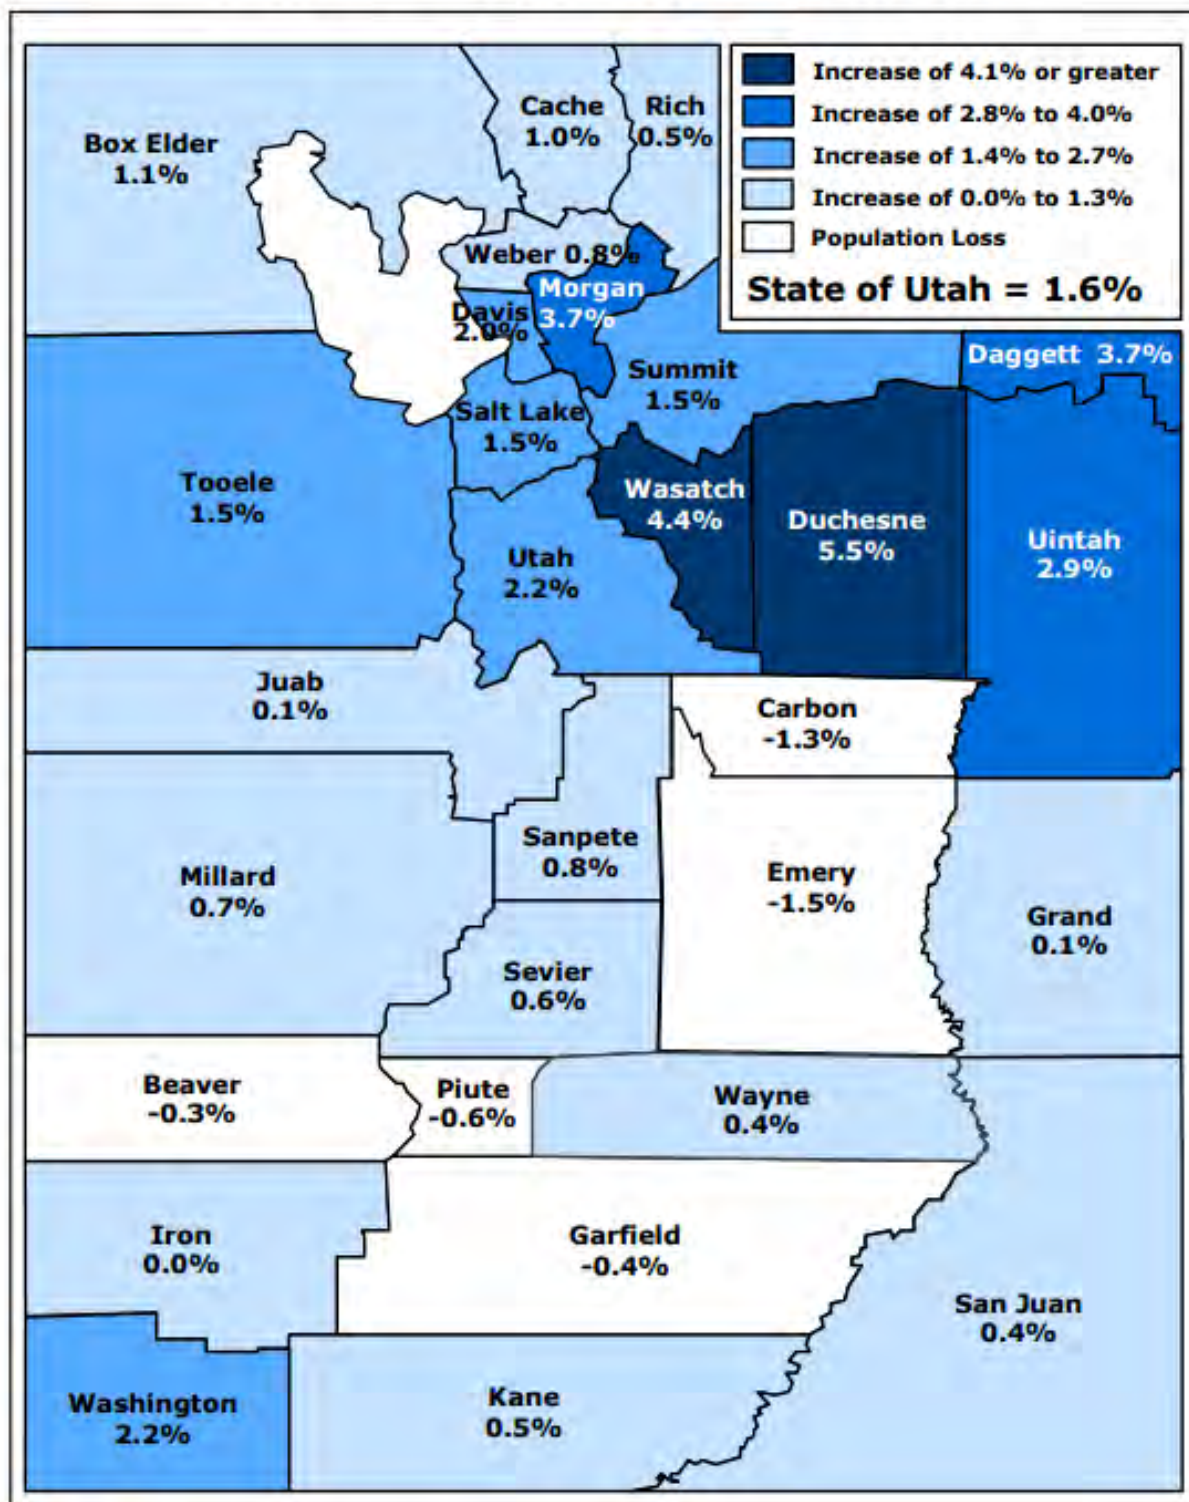 Increase of 4.1% or greater
Increase of 2.8% to 4.0%
Increase of 1.4% to 2.7%
Increase of 0.0% to 1.3%
Population Loss
State of Utah = 1.6%
Box Elder
1.1%
Cache
1.0%
Rich
0.5%
Weber 0.8%
Morgan
3.7%
Davis
2.0%
Summit
1.5%
Daggett 3.7%
Salt Lake
1.5%
Tooele
1.5%
Wasatch
4.4%
Duchesne
5.5%
Uintah
2.9%
Utah
2.2%
Juab
0.1%
Carbon
-1.3%
Millard
0.7%
Sanpete
0.8%
Emery
-1.5%
Grand
0.1%
Sevier
0.6%
Beaver
-0.3%
Piute
-0.6%
Wayne
0.4%
Iron
0.0%
Garfield
-0.4%
San Juan
0.4%
Washington
2.2%
Kane
0.5%